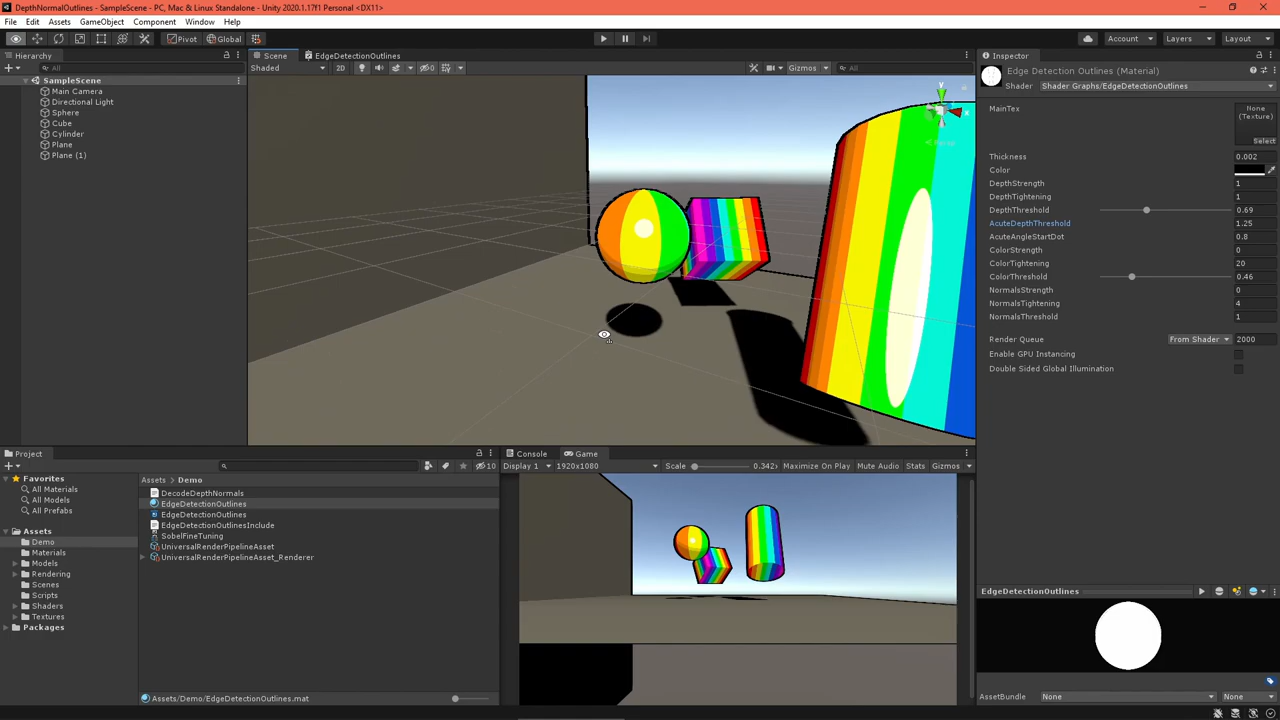 DepthNormalOutlines - SampleScene - PC, Mac & Linux Standalone - Unity 2020.1.17f1 Personal <DX11>
File Edit Assets GameObject Component Window Help
Pivot Global Account Layers Layout
Hierarchy
All
SampleScene
Main Camera
Directional Light
Sphere
Cube
Cylinder
Plane
Plane (1)
Scene EdgeDetectionOutlines
Shaded 2D 0 Gizmos All
y
x
Persp
Inspector
Edge Detection Outlines (Material)
Shader Shader Graphs/EdgeDetectionOutlines
MainTex None (Texture)
Select
Thickness 0.002
Color
DepthStrength 1
DepthTightening 1
DepthThreshold 0.69
AcuteDepthThreshold 1.25
AcuteAngleStartDot 0.8
ColorStrength 0
ColorTightening 20
ColorThreshold 0.46
NormalsStrength 0
NormalsTightening 4
NormalsThreshold 1
Render Queue From Shader 2000
Enable GPU Instancing
Double Sided Global Illumination
Project
10
Favorites
All Materials
All Models
All Prefabs
Assets
Demo
Materials
Models
Rendering
Scenes
Scripts
Shaders
Textures
Packages
Assets > Demo
DecodeDepthNormals
EdgeDetectionOutlines
EdgeDetectionOutlines
EdgeDetectionOutlinesInclude
SobelFineTuning
UniversalRenderPipelineAsset
UniversalRenderPipelineAsset_Renderer
Assets/Demo/EdgeDetectionOutlines.mat
Console Game
Display 1 1920x1080 Scale 0.342x Maximize On Play Mute Audio Stats Gizmos
EdgeDetectionOutlines
AssetBundle None None